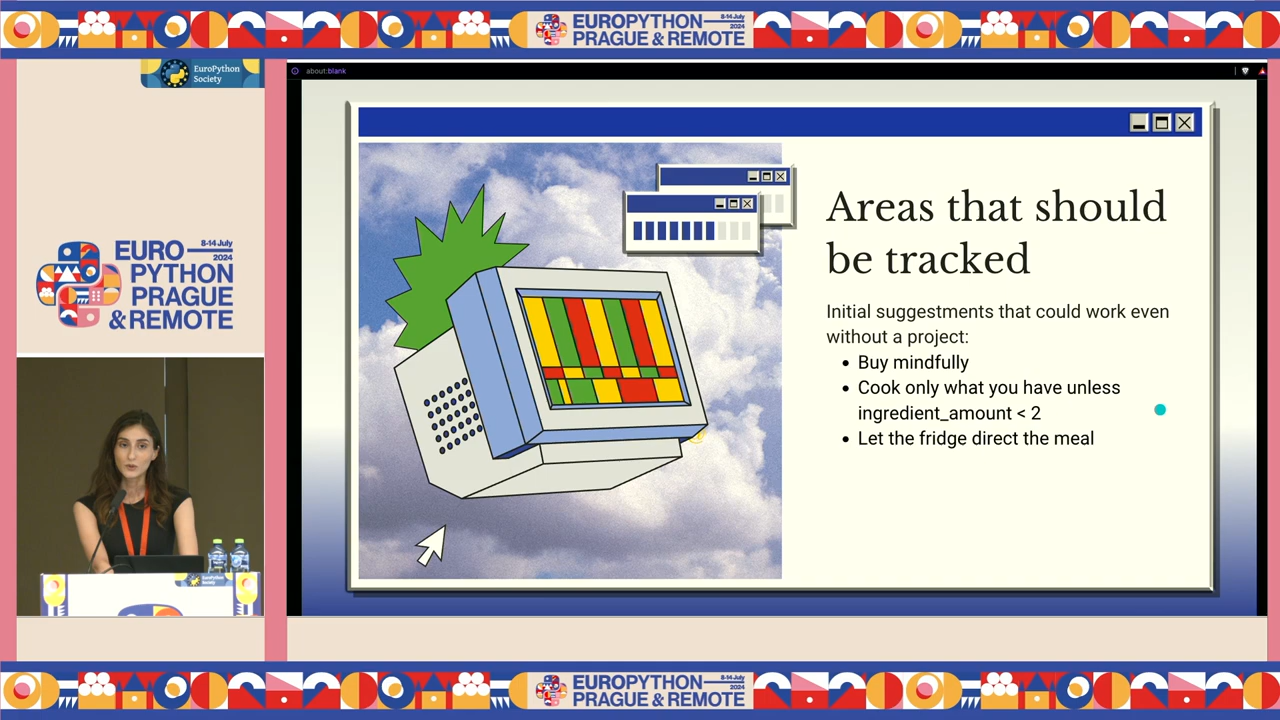 EUROPYTHON
8-14 July
2024
PRAGUE & REMOTE
EuroPython
Society
about:blank
EURO
8-14 July
2024
PYTHON
PRAGUE
& REMOTE
Areas that should
be tracked
Initial suggestments that could work even
without a project:
• Buy mindfully
• Cook only what you have unless
ingredient_amount < 2
• Let the fridge direct the meal
EuroPython
Society
EUROPYTHON
8-14 July
2024
PRAGUE & REMOTE